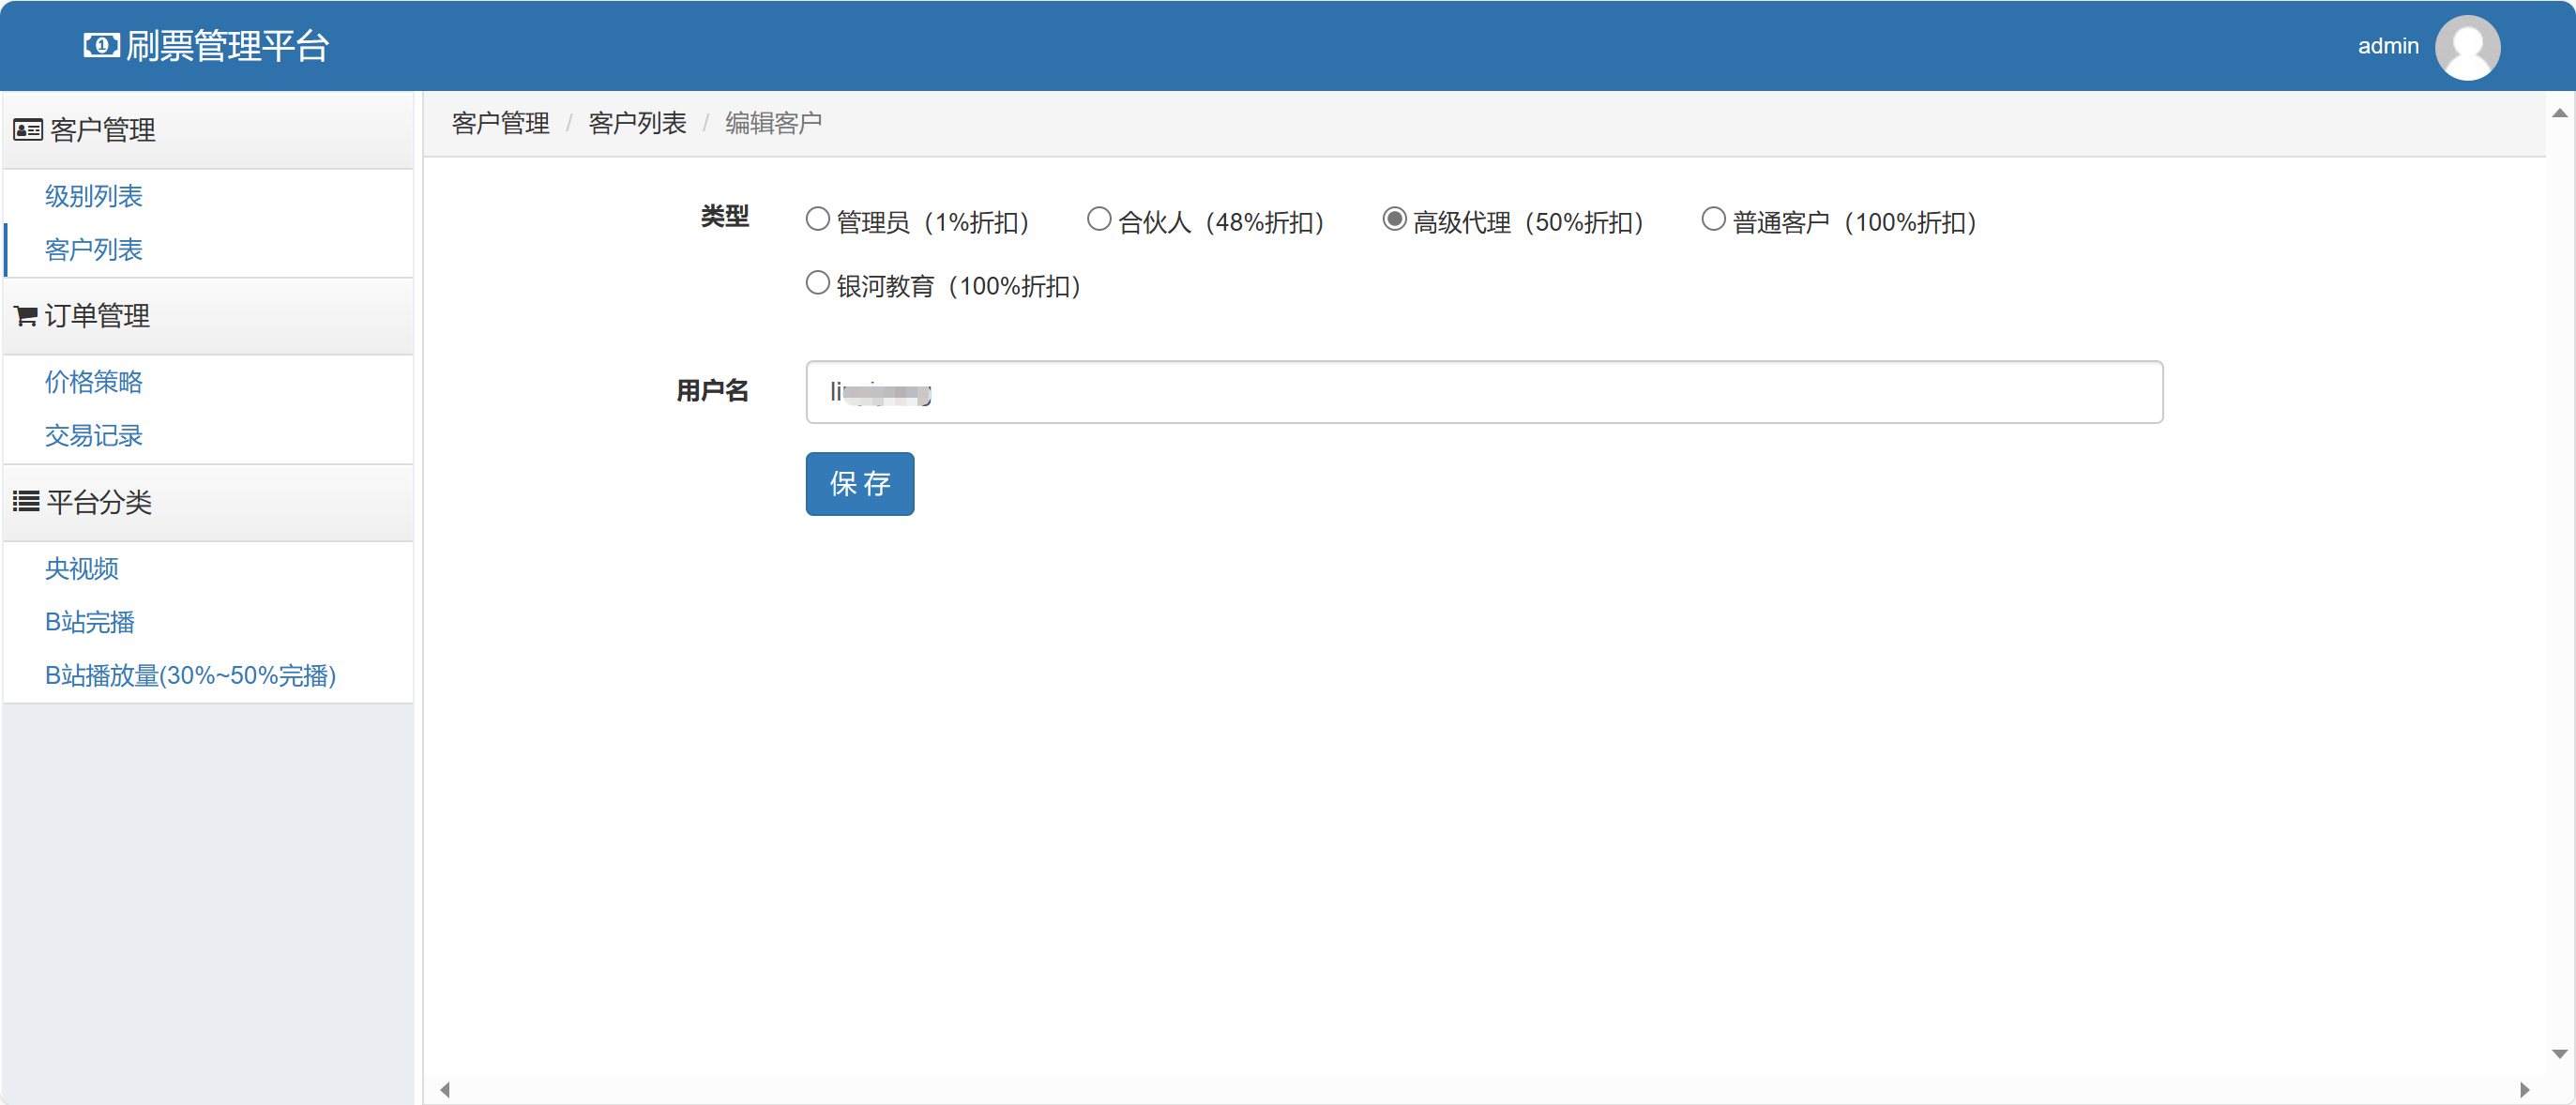 刷票管理平台
admin
客户管理
级别列表
客户列表
订单管理
价格策略
交易记录
平台分类
央视频
B站完播
B站播放量(30%~50%完播)
客户管理 / 客户列表 / 编辑客户
类型
管理员（1%折扣） 合伙人（48%折扣） 高级代理（50%折扣） 普通客户（100%折扣）
银河教育（100%折扣）
用户名
保 存